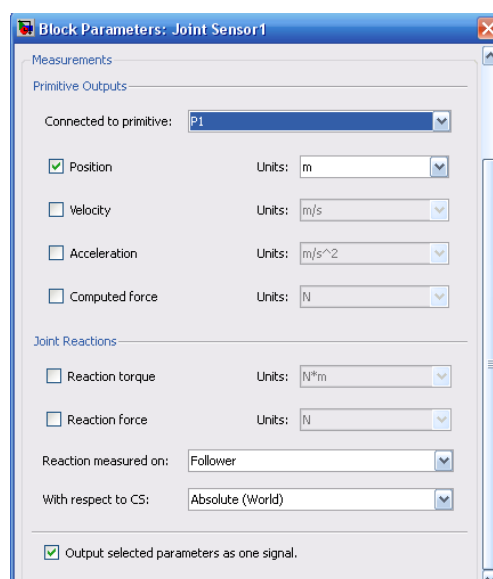 Block Parameters: Joint Sensor1
Measurements
Primitive Outputs
Connected to primitive: P1
Position Units: m
Velocity Units: m/s
Acceleration Units: m/s^2
Computed force Units: N
Joint Reactions
Reaction torque Units: N*m
Reaction force Units: N
Reaction measured on: Follower
With respect to CS: Absolute (World)
Output selected parameters as one signal.